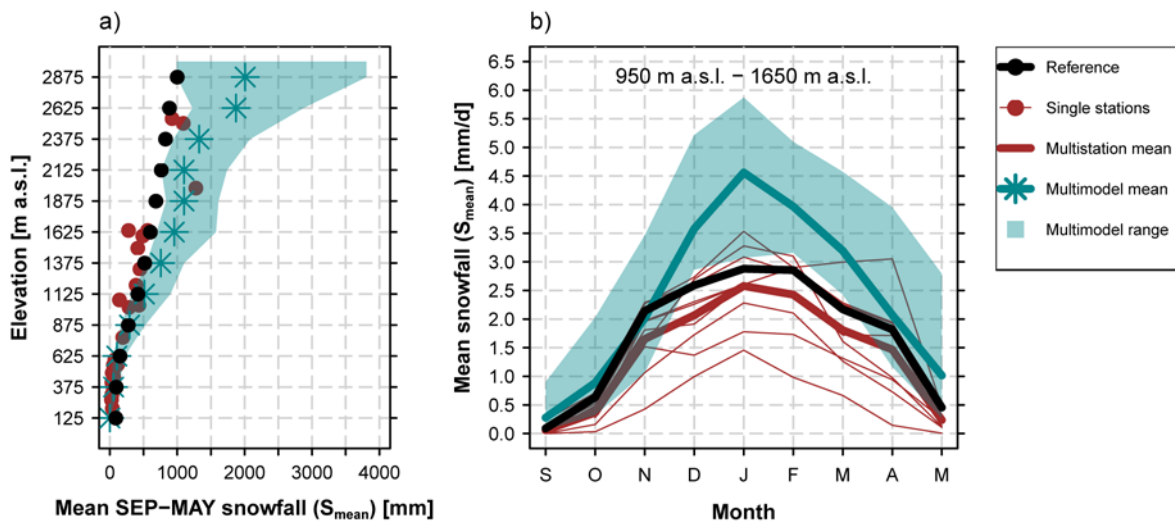 a)
Elevation [m a.s.l.]
2875
2625
2375
2125
1875
1625
1375
1125
875
625
375
125
0 1000 2000 3000 4000
Mean SEP−MAY snowfall (Smean) [mm]
b)
Mean snowfall (Smean) [mm/d]
950 m a.s.l. − 1650 m a.s.l.
6.5
6.0
5.5
5.0
4.5
4.0
3.5
3.0
2.5
2.0
1.5
1.0
0.5
0.0
S O N D J F M A M
Month
Reference
Single stations
Multistation mean
Multimodel mean
Multimodel range